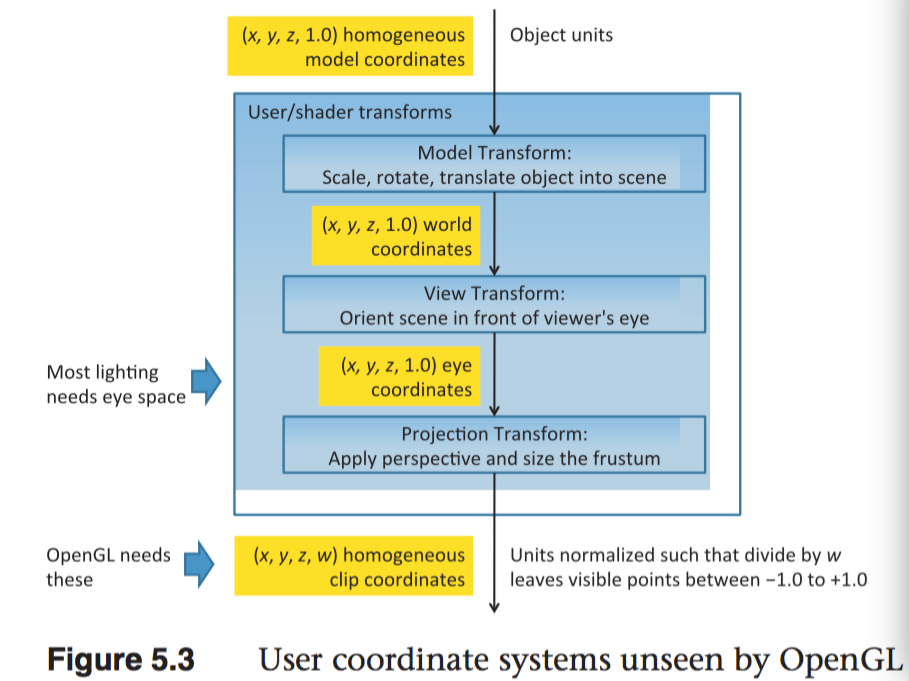 (x, y, z, 1.0) homogeneous
model coordinates
Object units
User/shader transforms
Model Transform:
Scale, rotate, translate object into scene
(x, y, z, 1.0) world
coordinates
View Transform:
Orient scene in front of viewer's eye
Most lighting
needs eye space
(x, y, z, 1.0) eye
coordinates
Projection Transform:
Apply perspective and size the frustum
OpenGL needs
these
(x, y, z, w) homogeneous
clip coordinates
Units normalized such that divide by w
leaves visible points between −1.0 to +1.0
Figure 5.3 User coordinate systems unseen by OpenGL